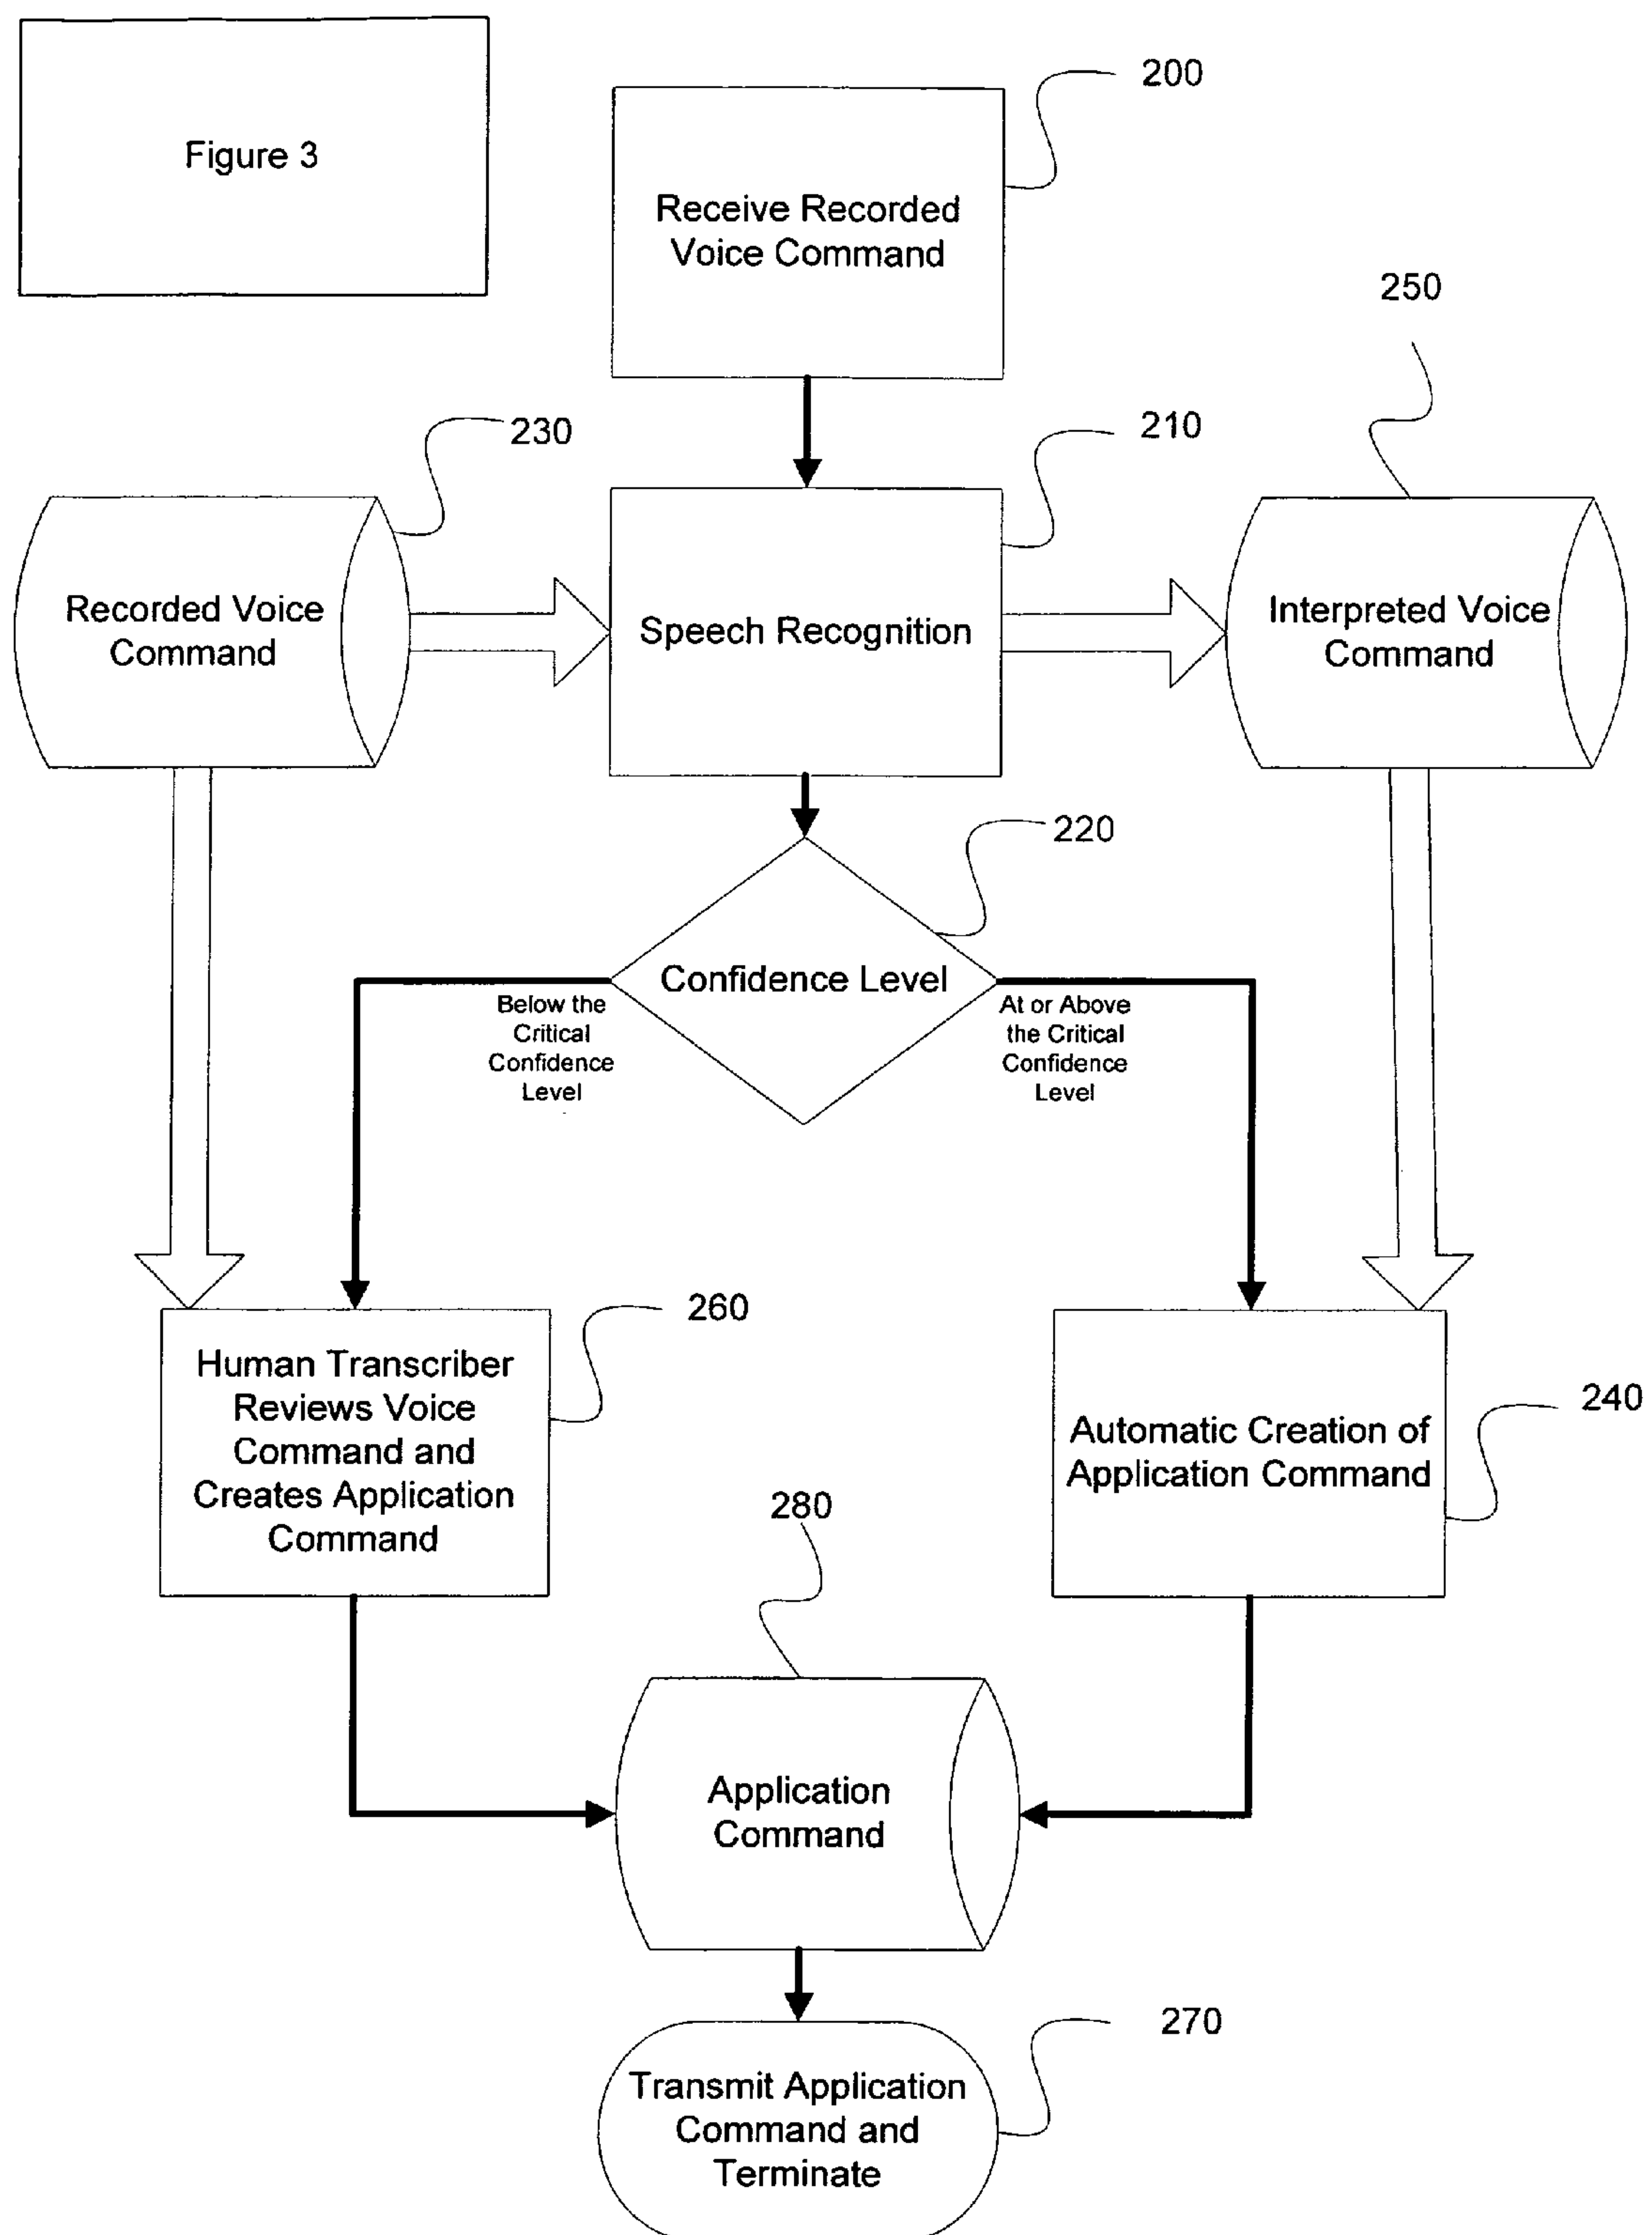 Figure 3
200
Receive Recorded
Voice Command
250
230
210
Recorded Voice
Command
Speech Recognition
Interpreted Voice
Command
220
Confidence Level
Below the
Critical
Confidence
Level
At or Above
the Critical
Confidence
Level
260
Human Transcriber
Reviews Voice
Command and
Creates Application
Command
240
Automatic Creation of
Application Command
280
Application
Command
270
Transmit Application
Command and
Terminate